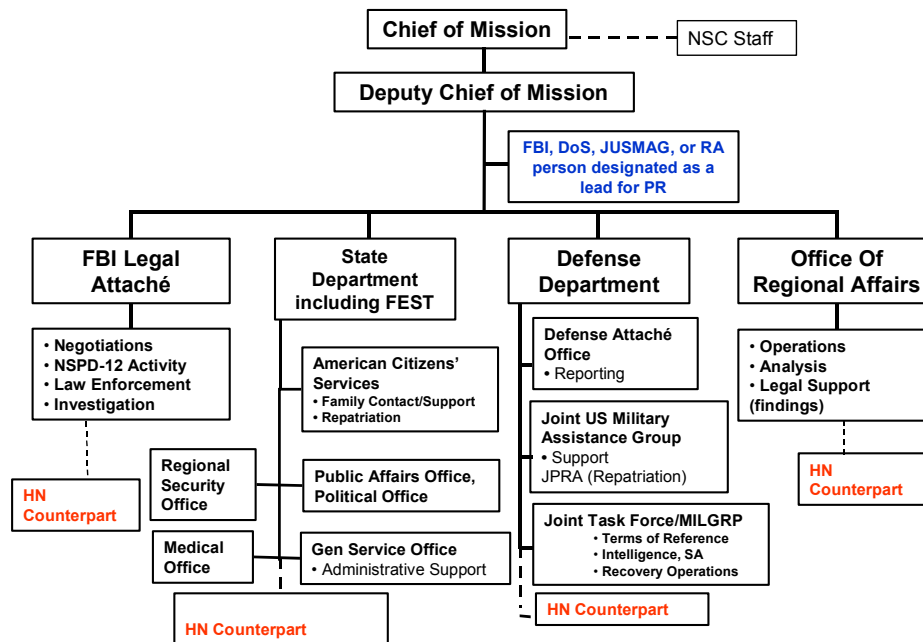 Chief of Mission
NSC Staff
Deputy Chief of Mission
FBI, DoS, JUSMAG, or RA
person designated as a
lead for PR
FBI Legal
Attaché
• Negotiations
• NSPD-12 Activity
• Law Enforcement
• Investigation
HN
Counterpart
State
Department
including FEST
American Citizens’
Services
• Family Contact/Support
• Repatriation
Regional
Security
Office
Public Affairs Office,
Political Office
Medical
Office
Gen Service Office
• Administrative Support
HN Counterpart
Defense
Department
Defense Attaché
Office
• Reporting
Joint US Military
Assistance Group
• Support
JPRA (Repatriation)
Joint Task Force/MILGRP
• Terms of Reference
• Intelligence, SA
• Recovery Operations
HN Counterpart
Office Of
Regional Affairs
• Operations
• Analysis
• Legal Support
(findings)
HN
Counterpart